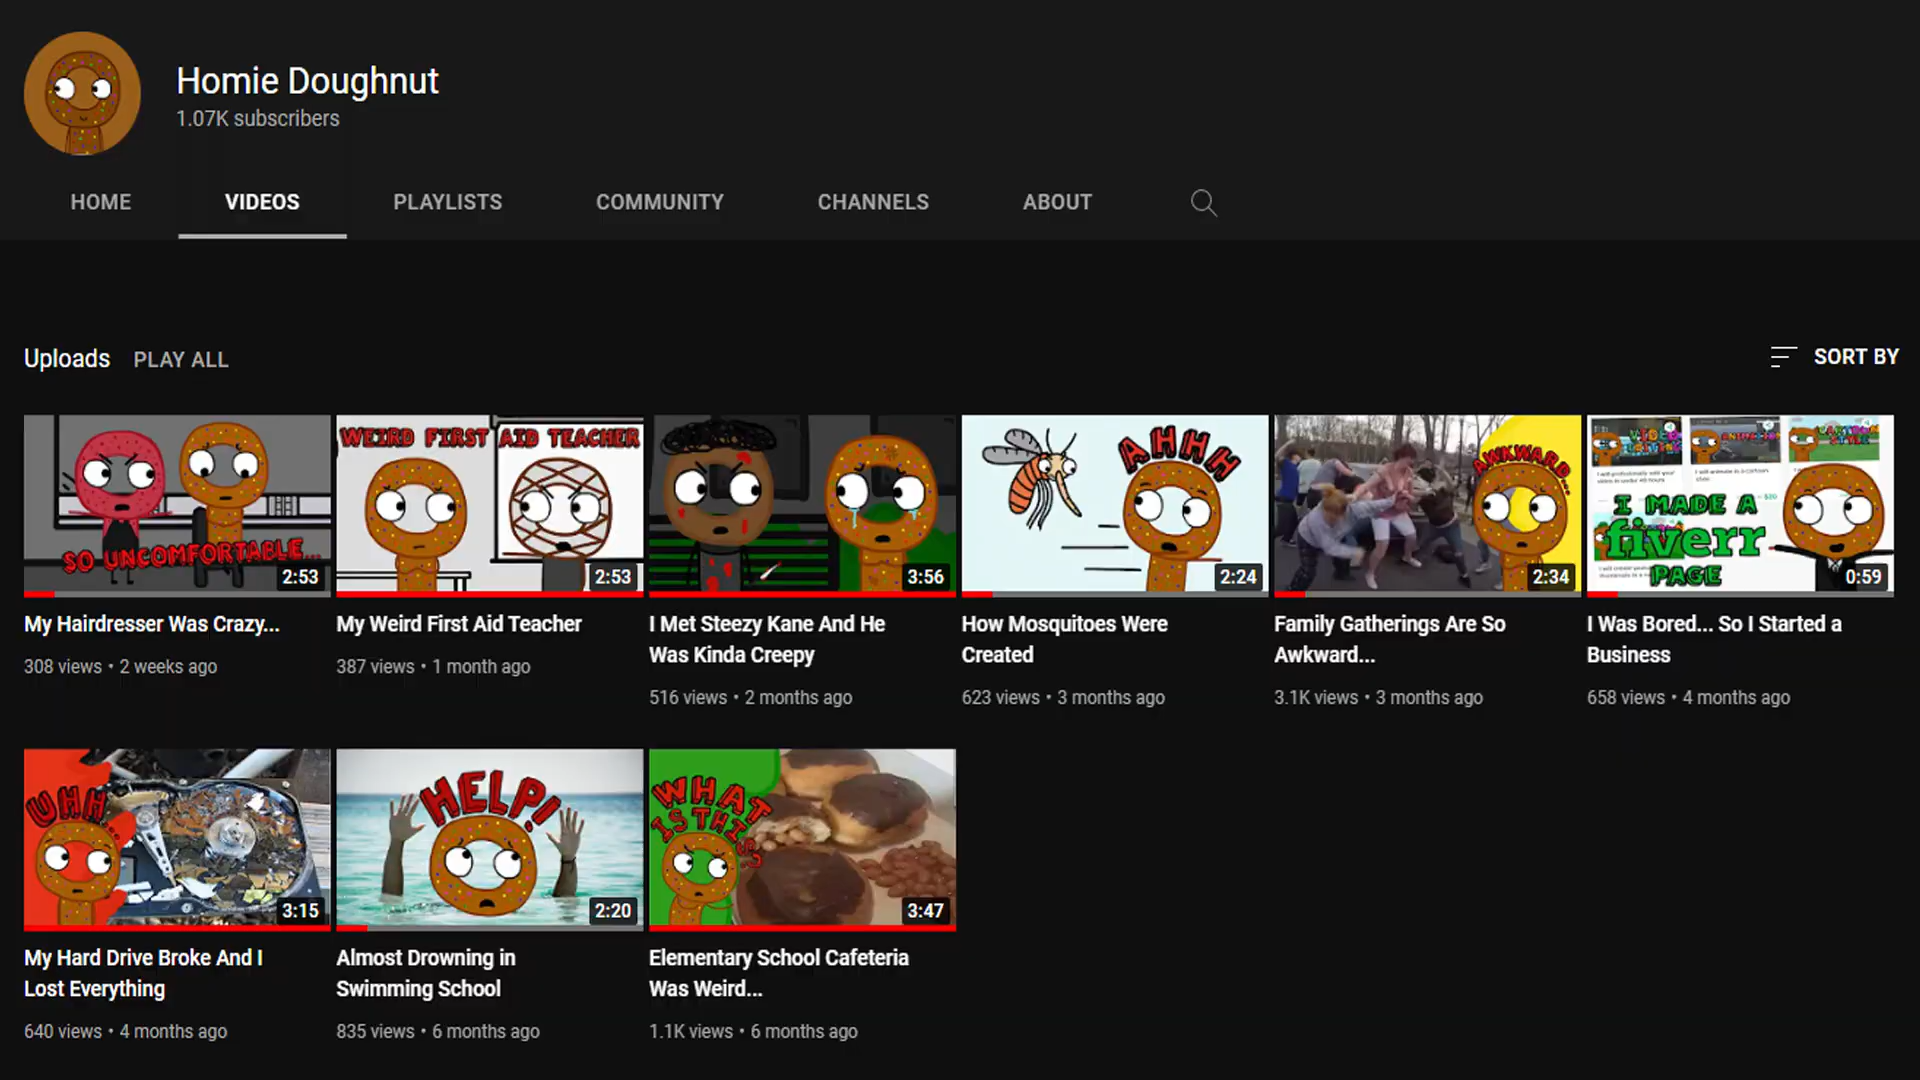 Homie Doughnut
1.07K subscribers
HOME VIDEOS PLAYLISTS COMMUNITY CHANNELS ABOUT
Uploads PLAY ALL SORT BY
SO UNCOMFORTABLE...
2:53
My Hairdresser Was Crazy...
308 views • 2 weeks ago
WEIRD FIRST AID TEACHER
2:53
My Weird First Aid Teacher
387 views • 1 month ago
3:56
I Met Steezy Kane And He
Was Kinda Creepy
516 views • 2 months ago
AHHH
2:24
How Mosquitoes Were
Created
623 views • 3 months ago
AWKWARD...
2:34
Family Gatherings Are So
Awkward...
3.1K views • 3 months ago
I MADE A
fiverr
PAGE
0:59
I Was Bored... So I Started a
Business
658 views • 4 months ago
UHH...
3:15
My Hard Drive Broke And I
Lost Everything
640 views • 4 months ago
HELP!
2:20
Almost Drowning in
Swimming School
835 views • 6 months ago
WHAT
IS THIS
3:47
Elementary School Cafeteria
Was Weird...
1.1K views • 6 months ago